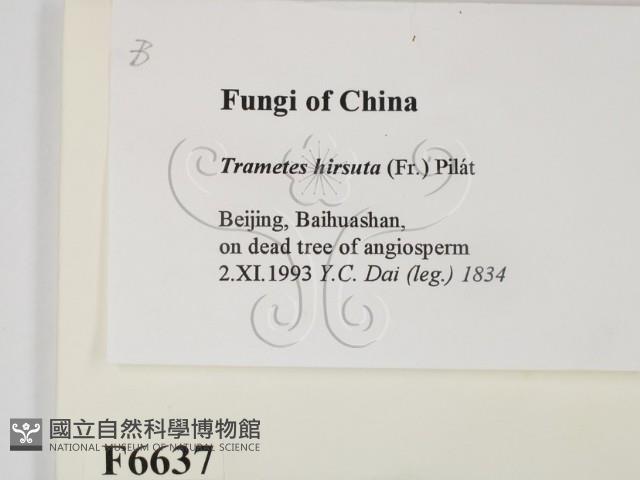 B
Fungi of China
Trametes hirsuta (Fr.) Pilát
Beijing, Baihuashan,
on dead tree of angiosperm
2.XI.1993 Y.C. Dai (leg.) 1834
國立自然科學博物館
NATIONAL MUSEUM OF NATURAL SCIENCE
F6637